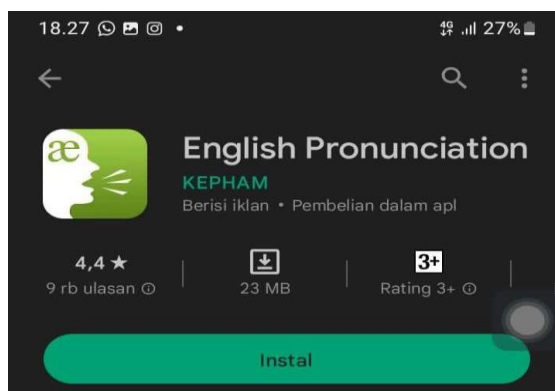 18.27 4G 27%
æ
English Pronunciation
KEPHAM
Berisi iklan • Pembelian dalam apl
4,4 ★ 3+
9 rb ulasan 23 MB Rating 3+
Instal